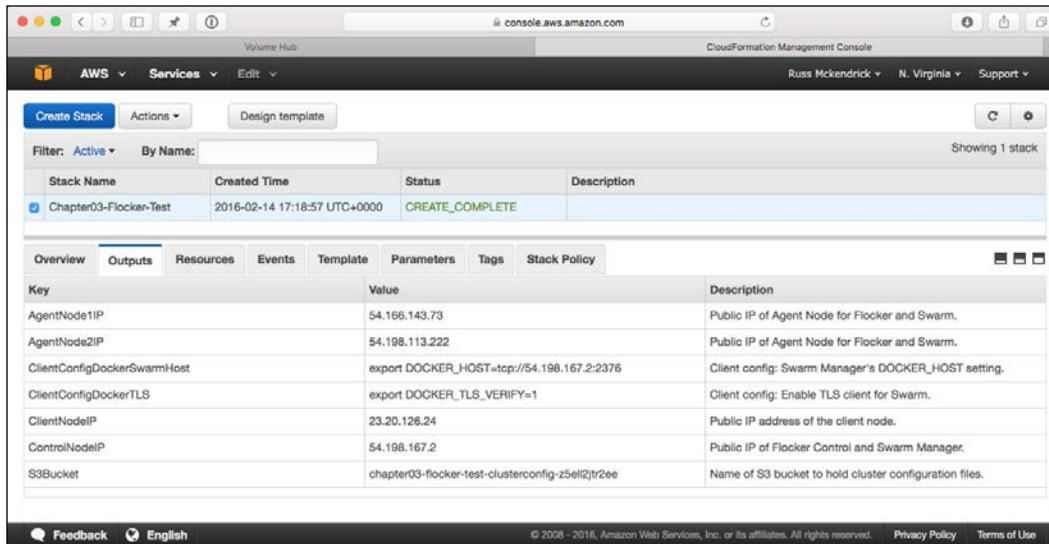 console.aws.amazon.com
Volume Hub CloudFormation Management Console
AWS Services Edit Russ Mckendrick N. Virginia Support
Create Stack Actions Design template
Filter: Active By Name: Showing 1 stack
Stack Name Created Time Status Description
Chapter03-Flocker-Test 2016-02-14 17:18:57 UTC+0000 CREATE_COMPLETE
Overview Outputs Resources Events Template Parameters Tags Stack Policy
Key Value Description
AgentNode1IP 54.166.143.73 Public IP of Agent Node for Flocker and Swarm.
AgentNode2IP 54.198.113.222 Public IP of Agent Node for Flocker and Swarm.
ClientConfigDockerSwarmHost export DOCKER_HOST=tcp://54.198.167.2:2376 Client config: Swarm Manager's DOCKER_HOST setting.
ClientConfigDockerTLS export DOCKER_TLS_VERIFY=1 Client config: Enable TLS client for Swarm.
ClientNodeIP 23.20.126.24 Public IP address of the client node.
ControlNodeIP 54.198.167.2 Public IP of Flocker Control and Swarm Manager.
S3Bucket chapter03-flocker-test-clusterconfig-z5ell2jtr2ee Name of S3 bucket to hold cluster configuration files.
Feedback English © 2008 - 2016, Amazon Web Services, Inc. or its affiliates. All rights reserved. Privacy Policy Terms of Use